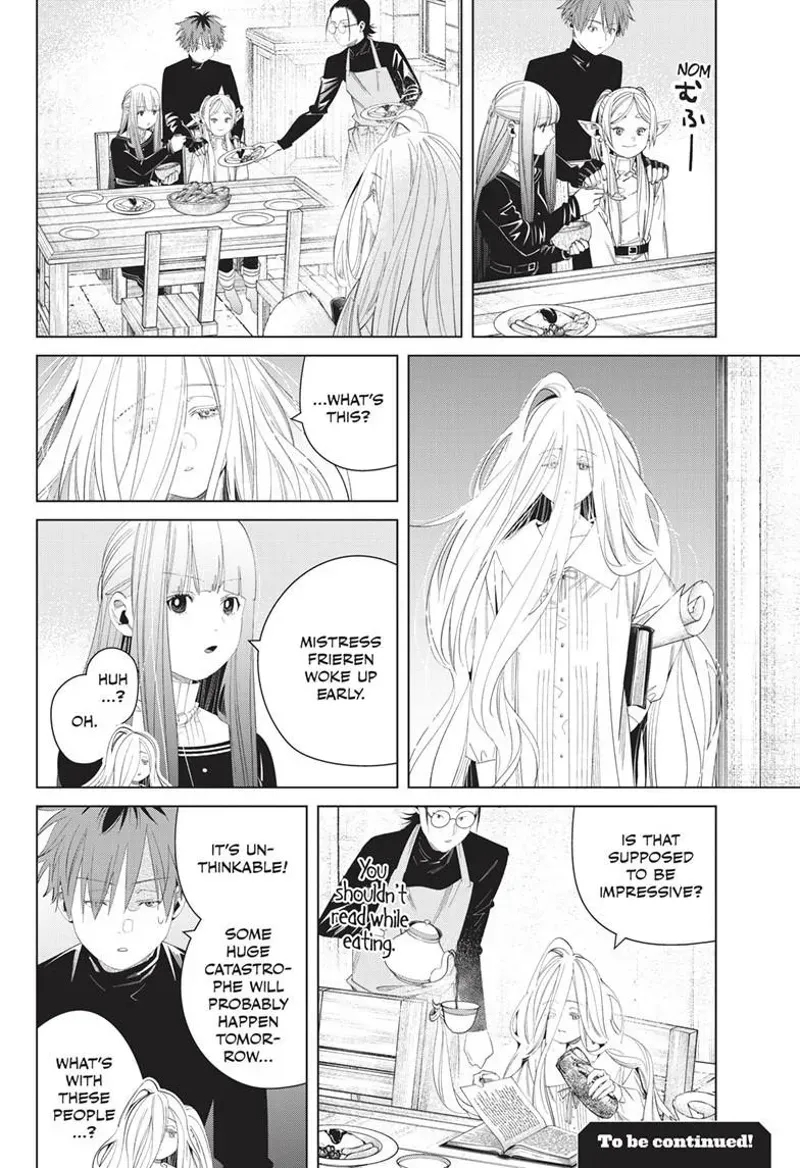 NOM
むふー
...WHAT'S
THIS?
MISTRESS
FRIEREN
WOKE UP
EARLY.
HUH
...?
OH.
IS THAT
SUPPOSED
TO BE
IMPRESSIVE?
You
shouldn't
read while
eating.
IT'S UN-
THINKABLE!
SOME
HUGE
CATASTRO-
PHE WILL
PROBABLY
HAPPEN
TOMOR-
ROW...
WHAT'S
WITH
THESE
PEOPLE
...?
To be continued!